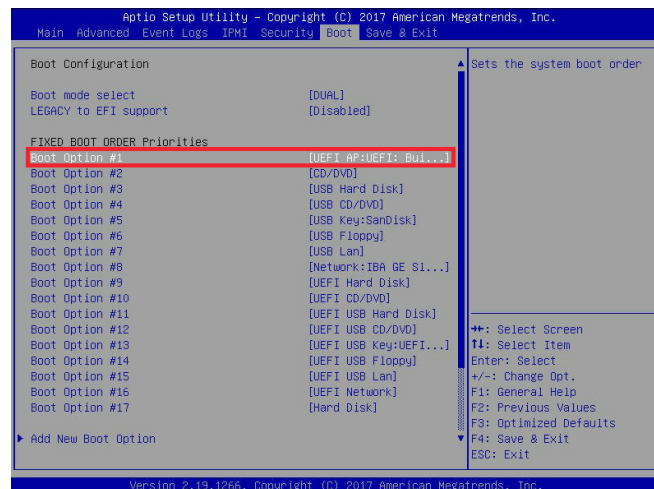 Aptio Setup Utility – Copyright (C) 2017 American Megatrends, Inc.
Main Advanced Event Logs IPMI Security Boot Save & Exit
Boot Configuration
Sets the system boot order
Boot mode select [DUAL]
LEGACY to EFI support [Disabled]
FIXED BOOT ORDER Priorities
Boot Option #1 [UEFI AP:UEFI: Bui...]
Boot Option #2 [CD/DVD]
Boot Option #3 [USB Hard Disk]
Boot Option #4 [USB CD/DVD]
Boot Option #5 [USB Key:SanDisk]
Boot Option #6 [USB Floppy]
Boot Option #7 [USB Lan]
Boot Option #8 [Network:IBA GE Sl...]
Boot Option #9 [UEFI Hard Disk]
Boot Option #10 [UEFI CD/DVD]
Boot Option #11 [UEFI USB Hard Disk]
Boot Option #12 [UEFI USB CD/DVD]
Boot Option #13 [UEFI USB Key:UEFI...]
Boot Option #14 [UEFI USB Floppy]
Boot Option #15 [UEFI USB Lan]
Boot Option #16 [UEFI Network]
Boot Option #17 [Hard Disk]
Add New Boot Option
→←: Select Screen
↑↓: Select Item
Enter: Select
+/-: Change Opt.
F1: General Help
F2: Previous Values
F3: Optimized Defaults
F4: Save & Exit
ESC: Exit
Version 2.19.1266. Copyright (C) 2017 American Megatrends, Inc.